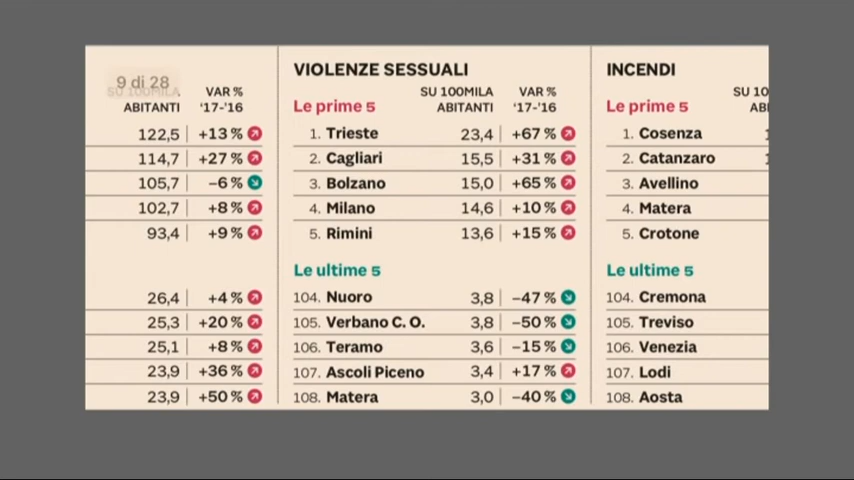 9 di 28
ABITANTI
VAR %
'17-'16
122,5 +13 %
114,7 +27 %
105,7 –6 %
102,7 +8 %
93,4 +9 %
26,4 +4 %
25,3 +20 %
25,1 +8 %
23,9 +36 %
23,9 +50 %
VIOLENZE SESSUALI
Le prime 5
SU 100MILA
ABITANTI
VAR %
'17-'16
1. Trieste 23,4 +67 %
2. Cagliari 15,5 +31 %
3. Bolzano 15,0 +65 %
4. Milano 14,6 +10 %
5. Rimini 13,6 +15 %
Le ultime 5
104. Nuoro 3,8 –47 %
105. Verbano C. O. 3,8 –50 %
106. Teramo 3,6 –15 %
107. Ascoli Piceno 3,4 +17 %
108. Matera 3,0 –40 %
INCENDI
Le prime 5
1. Cosenza
2. Catanzaro
3. Avellino
4. Matera
5. Crotone
Le ultime 5
104. Cremona
105. Treviso
106. Venezia
107. Lodi
108. Aosta